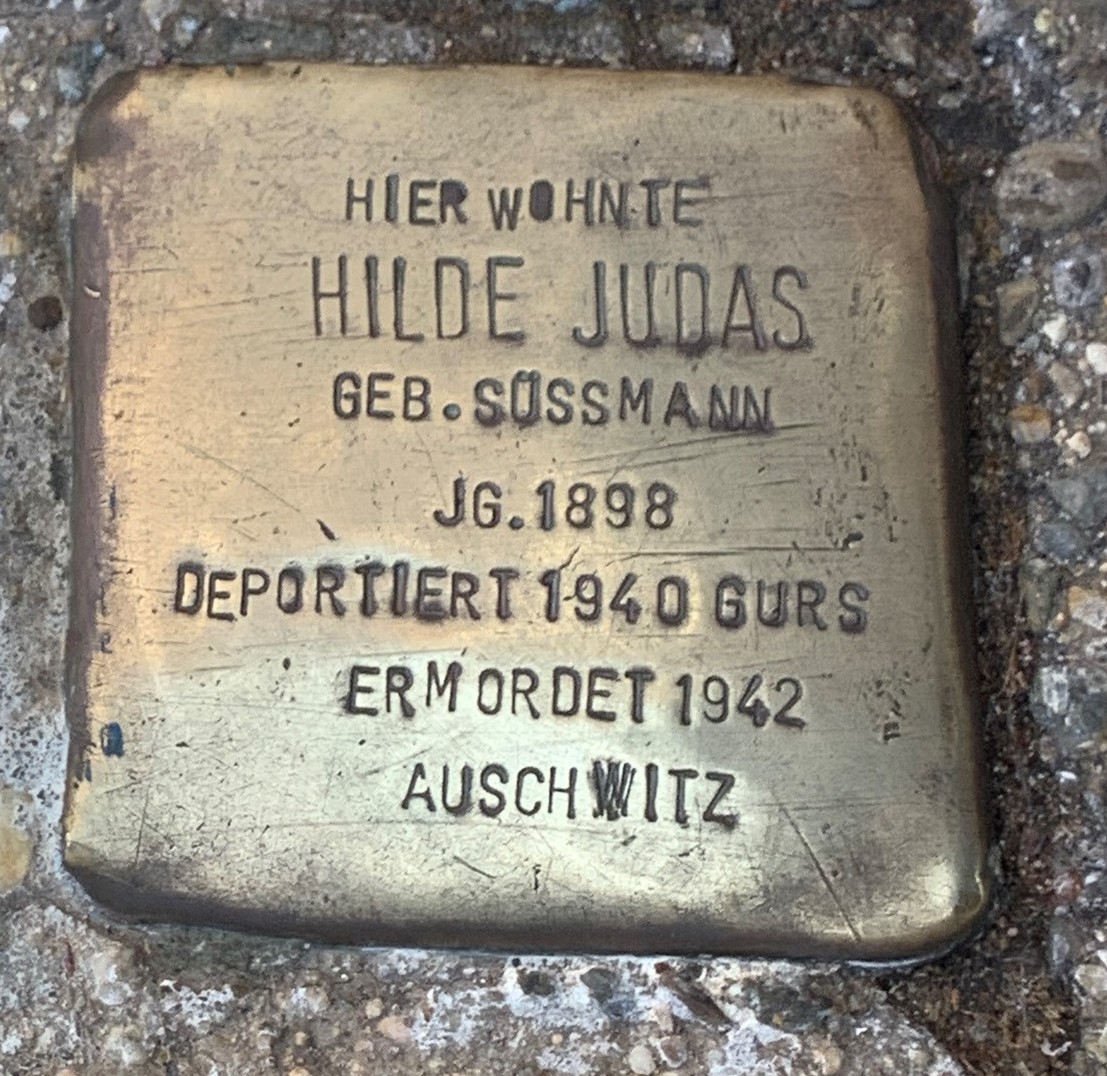 HIER WOHNTE
HILDE JUDAS
GEB. SÜSSMANN
JG. 1898
DEPORTIERT 1940 GURS
ERMORDET 1942
AUSCHWITZ